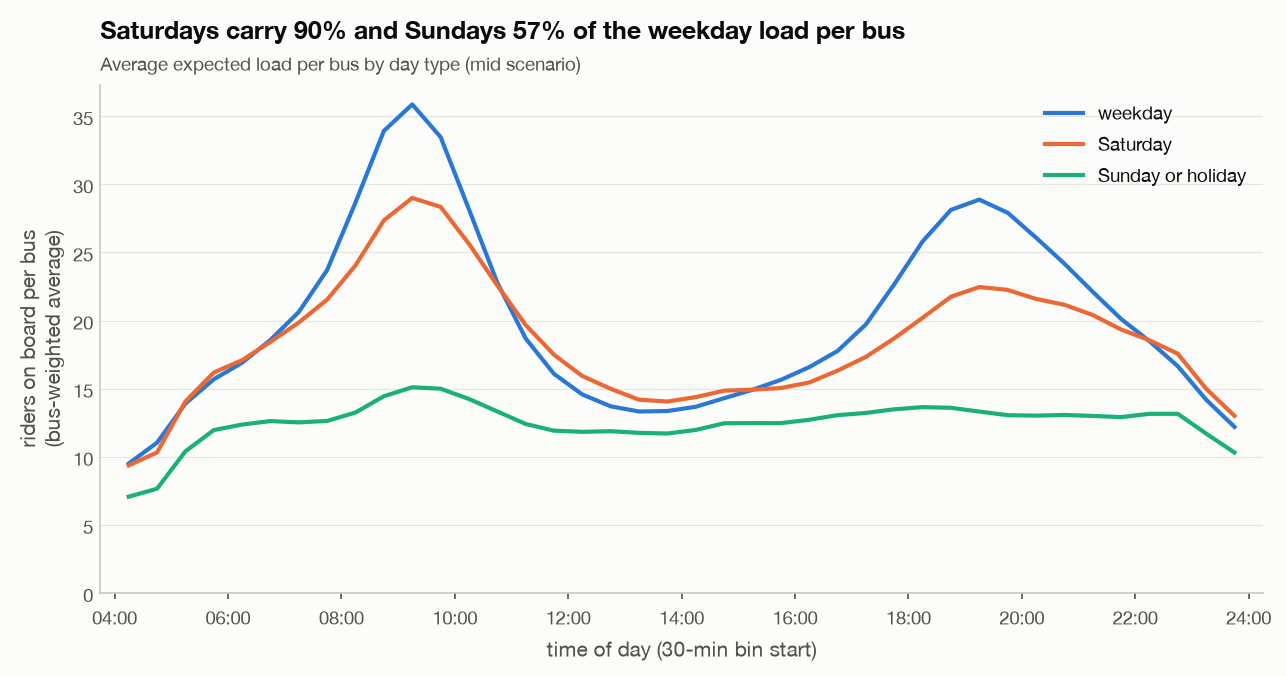 Saturdays carry 90% and Sundays 57% of the weekday load per bus
Average expected load per bus by day type (mid scenario)
weekday
Saturday
Sunday or holiday
riders on board per bus
(bus-weighted average)
35
30
25
20
15
10
5
0
04:00 06:00 08:00 10:00 12:00 14:00 16:00 18:00 20:00 22:00 24:00
time of day (30-min bin start)